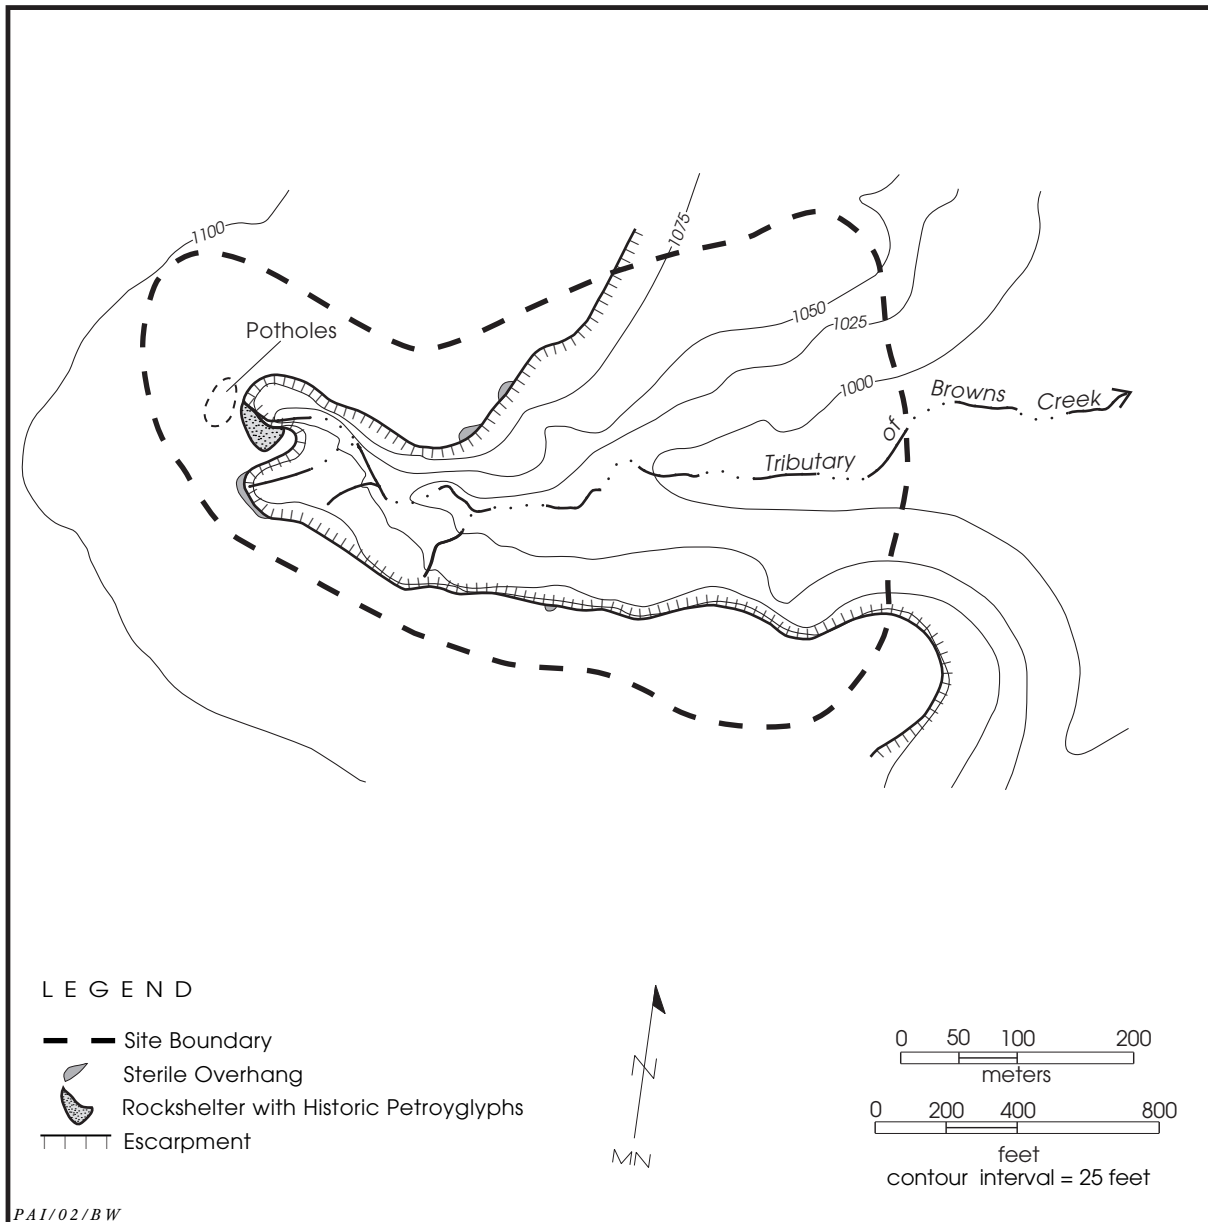 1100
1075
1050
1025
1000
Potholes
Tributary of Browns Creek
LEGEND
Site Boundary
Sterile Overhang
Rockshelter with Historic Petroyglyphs
Escarpment
N
MN
0 50 100 200
meters
0 200 400 800
feet
contour interval = 25 feet
PAI/02/BW